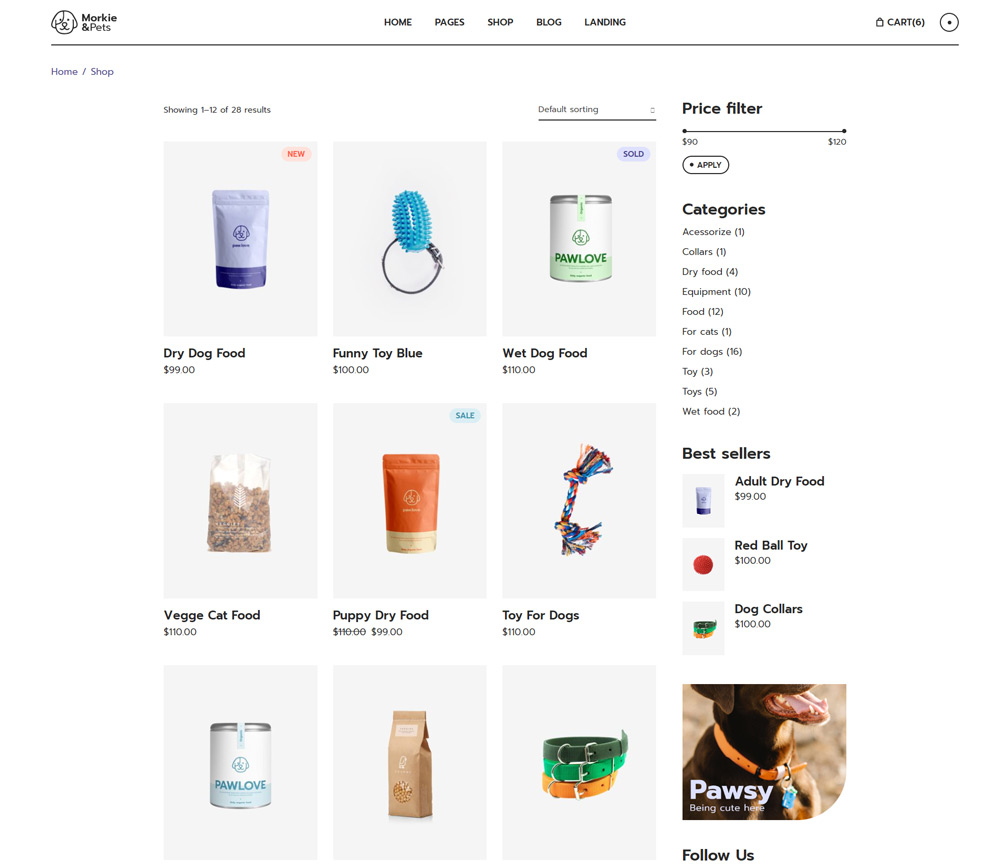 Morkie
&Pets
HOME
PAGES
SHOP
BLOG
LANDING
CART(6)
Home / Shop
Showing 1–12 of 28 results
Default sorting
NEW
paw love
Dry Dog Food
$99.00
Funny Toy Blue
$100.00
SOLD
PAWLOVE
Wet Dog Food
$110.00
Vegge Cat Food
$110.00
SALE
Puppy Dry Food
$110.00 $99.00
Toy For Dogs
$110.00
PAWLOVE
Price filter
$90 $120
APPLY
Categories
Acessorize (1)
Collars (1)
Dry food (4)
Equipment (10)
Food (12)
For cats (1)
For dogs (16)
Toy (3)
Toys (5)
Wet food (2)
Best sellers
Adult Dry Food
$99.00
Red Ball Toy
$100.00
Dog Collars
$100.00
Pawsy
Being cute here
Follow Us